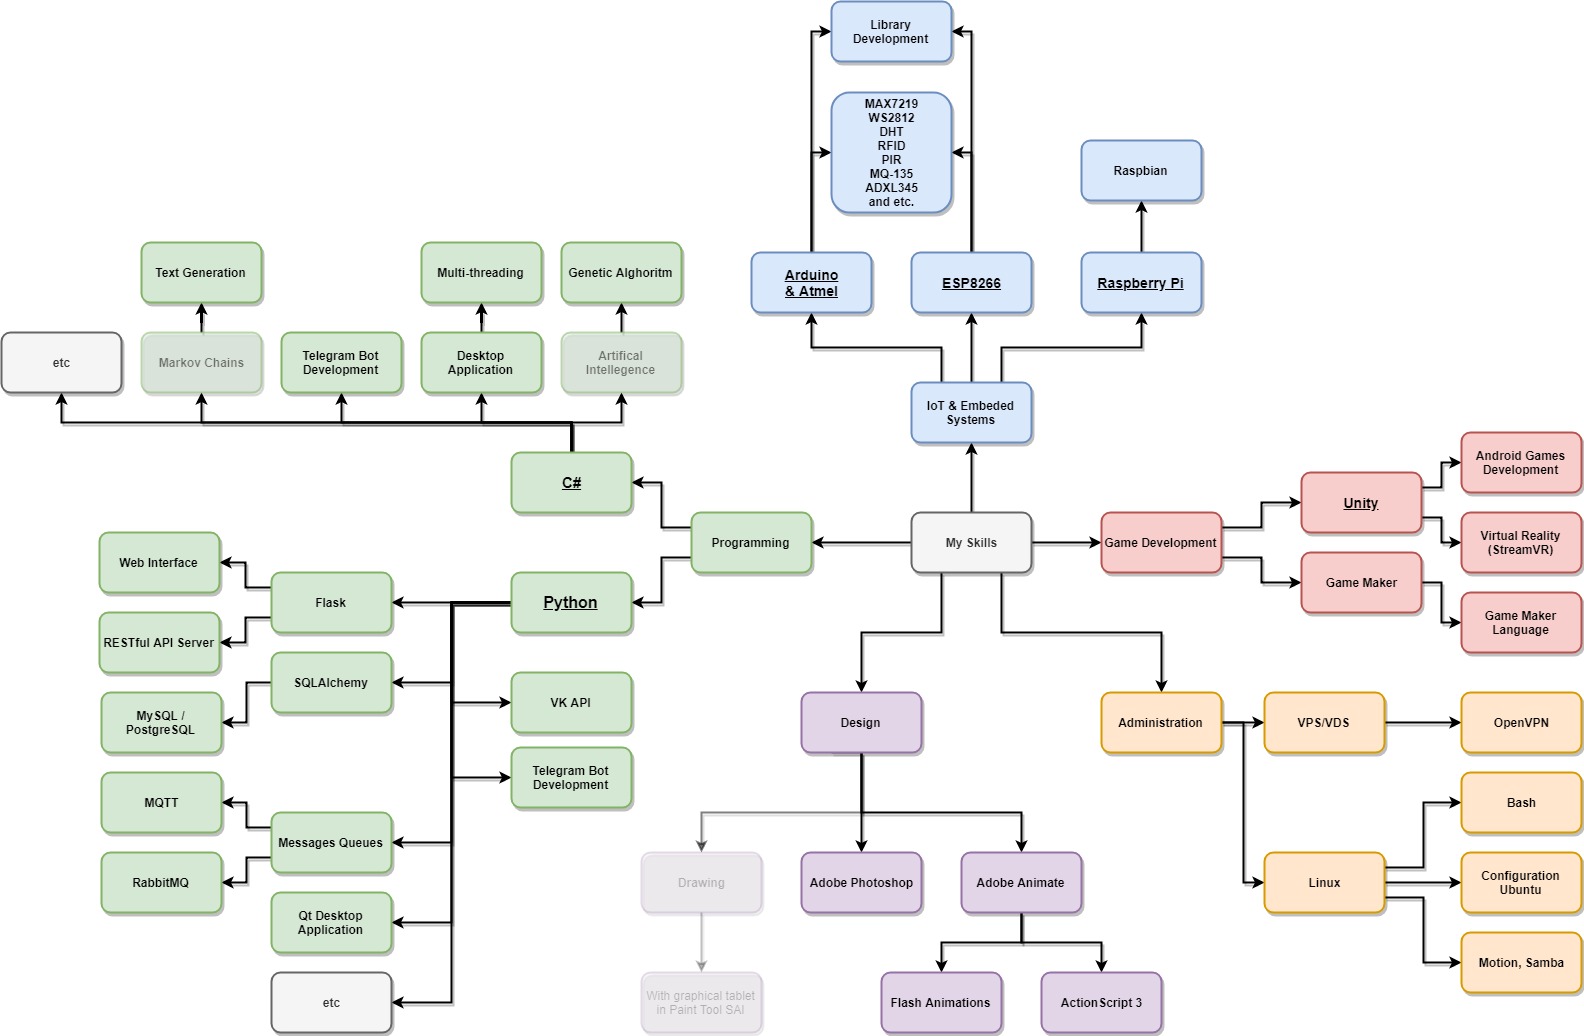 Library
Development
MAX7219
WS2812
DHT
RFID
PIR
MQ-135
ADXL345
and etc.
Raspbian
Arduino
& Atmel
ESP8266
Raspberry Pi
Text Generation
Multi-threading
Genetic Alghoritm
etc
Markov Chains
Telegram Bot
Development
Desktop
Application
Artifical
Intellegence
IoT & Embeded
Systems
C#
Programming
My Skills
Game Development
Unity
Game Maker
Android Games
Development
Virtual Reality
(StreamVR)
Game Maker
Language
Web Interface
RESTful API Server
Flask
Python
SQLAlchemy
MySQL /
PostgreSQL
VK API
Telegram Bot
Development
MQTT
RabbitMQ
Messages Queues
Qt Desktop
Application
etc
Design
Drawing
Adobe Photoshop
Adobe Animate
With graphical tablet
in Paint Tool SAI
Flash Animations
ActionScript 3
Administration
VPS/VDS
OpenVPN
Linux
Bash
Configuration
Ubuntu
Motion, Samba